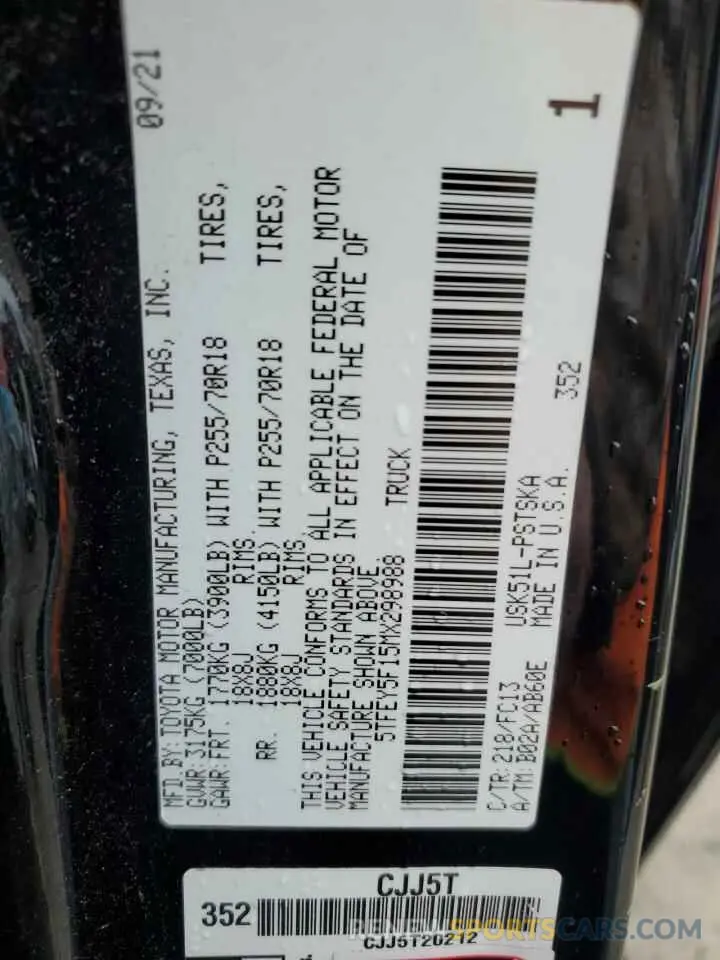 MFD.BY:TOYOTA MOTOR MANUFACTURING, TEXAS, INC. 09/21
GVWR:3175KG (7000LB)
GAWR:FRT. 1770KG (3900LB) WITH P255/70R18 TIRES,
18X8J RIMS.
RR. 1880KG (4150LB) WITH P255/70R18 TIRES,
18X8J RIMS.
THIS VEHICLE CONFORMS TO ALL APPLICABLE FEDERAL MOTOR
VEHICLE SAFETY STANDARDS IN EFFECT ON THE DATE OF
MANUFACTURE SHOWN ABOVE.
5TFEY5F15MX298988 TRUCK
C/TR:218/FC13 USK51L-PSTSKA 352
A/TM:B02A/AB60E MADE IN U.S.A.
1
CJJ5T
352
CJJ5T20212
RENEWSPORTSCARS.COM